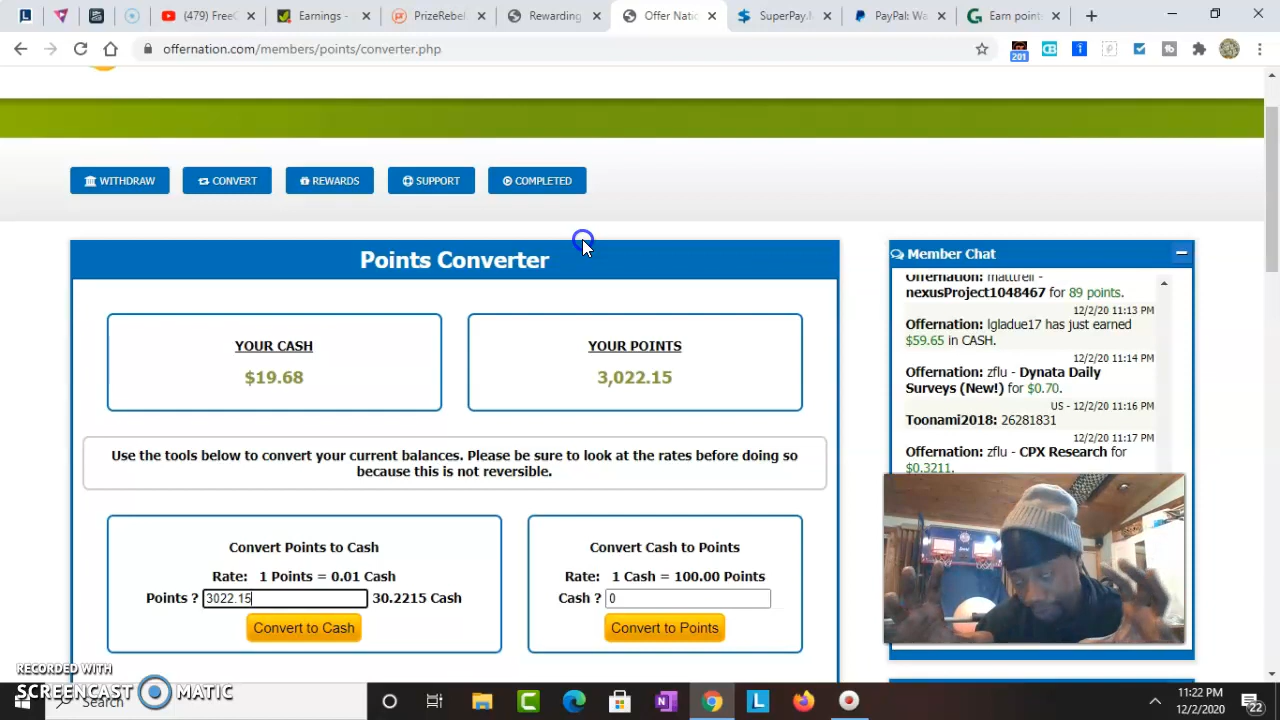 (479) FreeC
Earnings -
PrizeRebel
Rewarding
Offer Natio
SuperPay.M
PayPal: Wa
Earn points
offernation.com/members/points/converter.php
201
WITHDRAW
CONVERT
REWARDS
SUPPORT
COMPLETED
Points Converter
YOUR CASH
$19.68
YOUR POINTS
3,022.15
Use the tools below to convert your current balances. Please be sure to look at the rates before doing so
because this is not reversible.
Convert Points to Cash
Rate: 1 Points = 0.01 Cash
Points ? 3022.15 30.2215 Cash
Convert to Cash
Convert Cash to Points
Rate: 1 Cash = 100.00 Points
Cash ? 0
Convert to Points
Member Chat
Offernation: matttrell -
nexusProject1048467 for 89 points.
12/2/20 11:13 PM
Offernation: lgladue17 has just earned
$59.65 in CASH.
12/2/20 11:14 PM
Offernation: zflu - Dynata Daily
Surveys (New!) for $0.70.
US - 12/2/20 11:16 PM
Toonami2018: 26281831
12/2/20 11:17 PM
Offernation: zflu - CPX Research for
$0.3211.
RECORDED WITH
SCREENCAST MATIC
Search
11:22 PM
12/2/2020
22